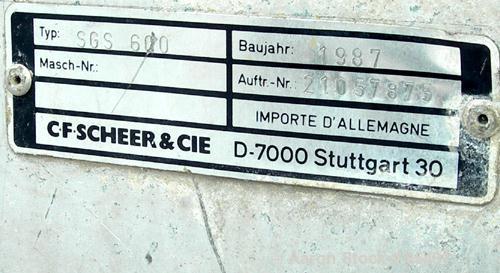 Typ: SGS 600
Masch-Nr.:
Baujahr: 1987
Auftr.-Nr. 21057875
IMPORTE D'ALLEMAGNE
C·F·SCHEER & CIE D-7000 Stuttgart 30